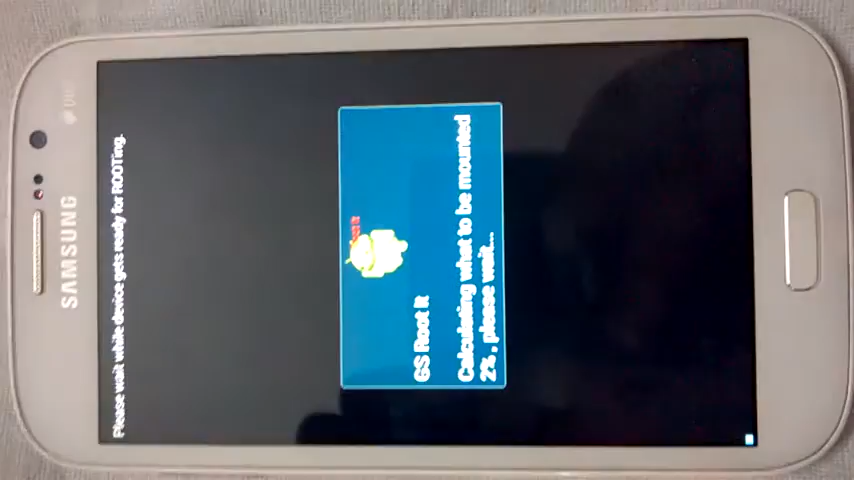 SAMSUNG
Please wait while device gets ready for ROOTing.
GS Root It
Calculating what to be mounted
2% , please wait...